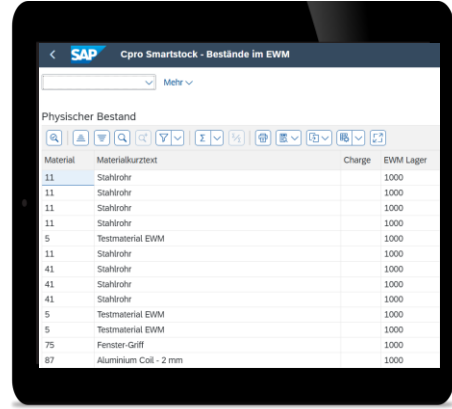 SAP Cpro Smartstock - Bestände im EWM
Mehr
Physischer Bestand
Material Materialkurztext Charge EWM Lager
11 Stahlrohr 1000
11 Stahlrohr 1000
11 Stahlrohr 1000
11 Stahlrohr 1000
5 Testmaterial EWM 1000
11 Stahlrohr 1000
41 Stahlrohr 1000
41 Stahlrohr 1000
41 Stahlrohr 1000
5 Testmaterial EWM 1000
5 Testmaterial EWM 1000
75 Fenster-Griff 1000
87 Aluminium Coil - 2 mm 1000